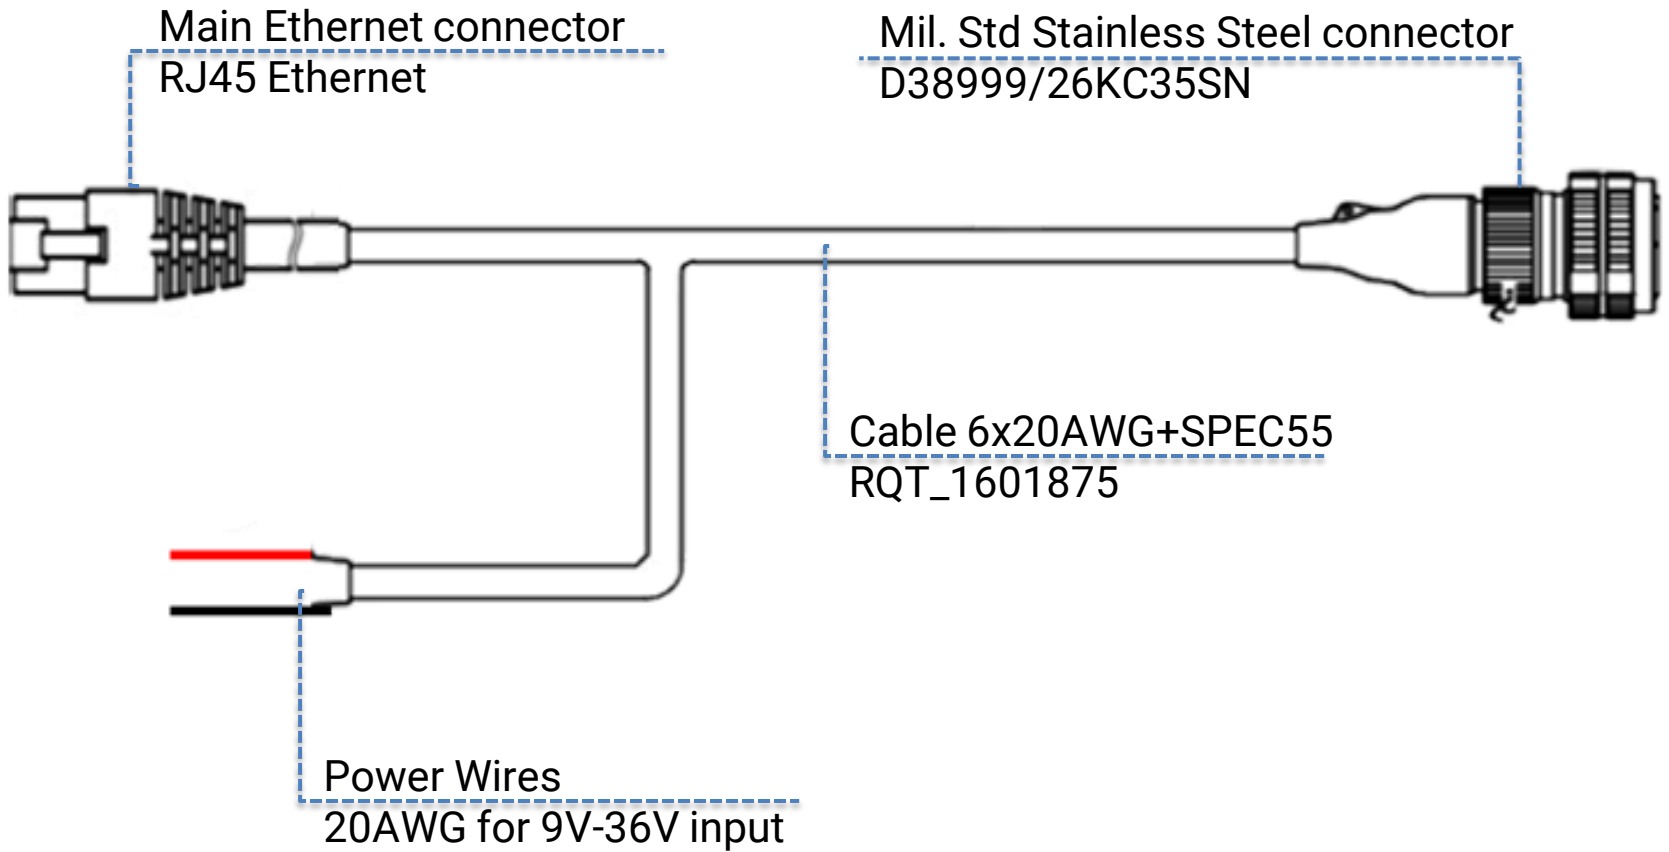 Main Ethernet connector
RJ45 Ethernet
Mil. Std Stainless Steel connector
D38999/26KC35SN
Cable 6x20AWG+SPEC55
RQT_1601875
Power Wires
20AWG for 9V-36V input